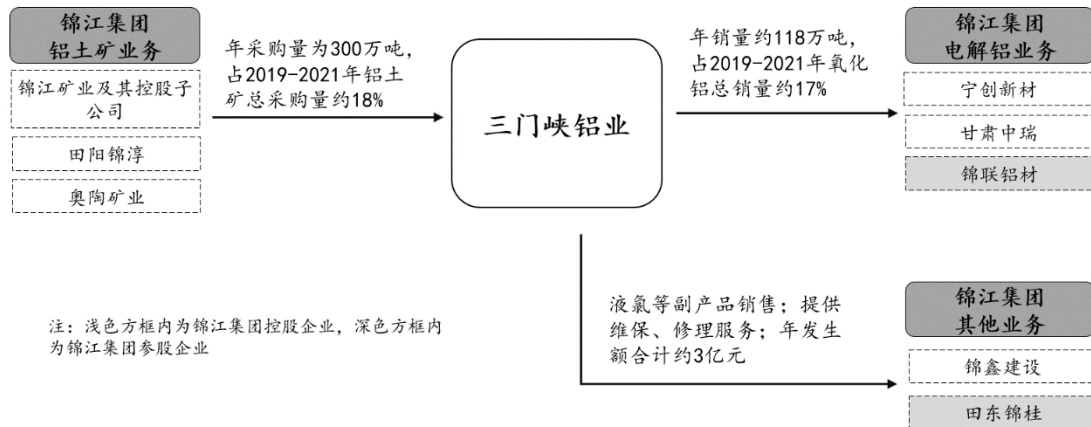 锦江集团
铝土矿业务
锦江矿业及其控股子
公司
田阳锦淳
奥陶矿业
年采购量为300万吨，
占2019-2021年铝土
矿总采购量约18%
三门峡铝业
年销量约118万吨，
占2019-2021年氧化
铝总销量约17%
锦江集团
电解铝业务
宁创新材
甘肃中瑞
锦联铝材
液氯等副产品销售；提供
维保、修理服务；年发生
额合计约3亿元
锦江集团
其他业务
锦鑫建设
田东锦桂
注：浅色方框内为锦江集团控股企业，深色方框内
为锦江集团参股企业